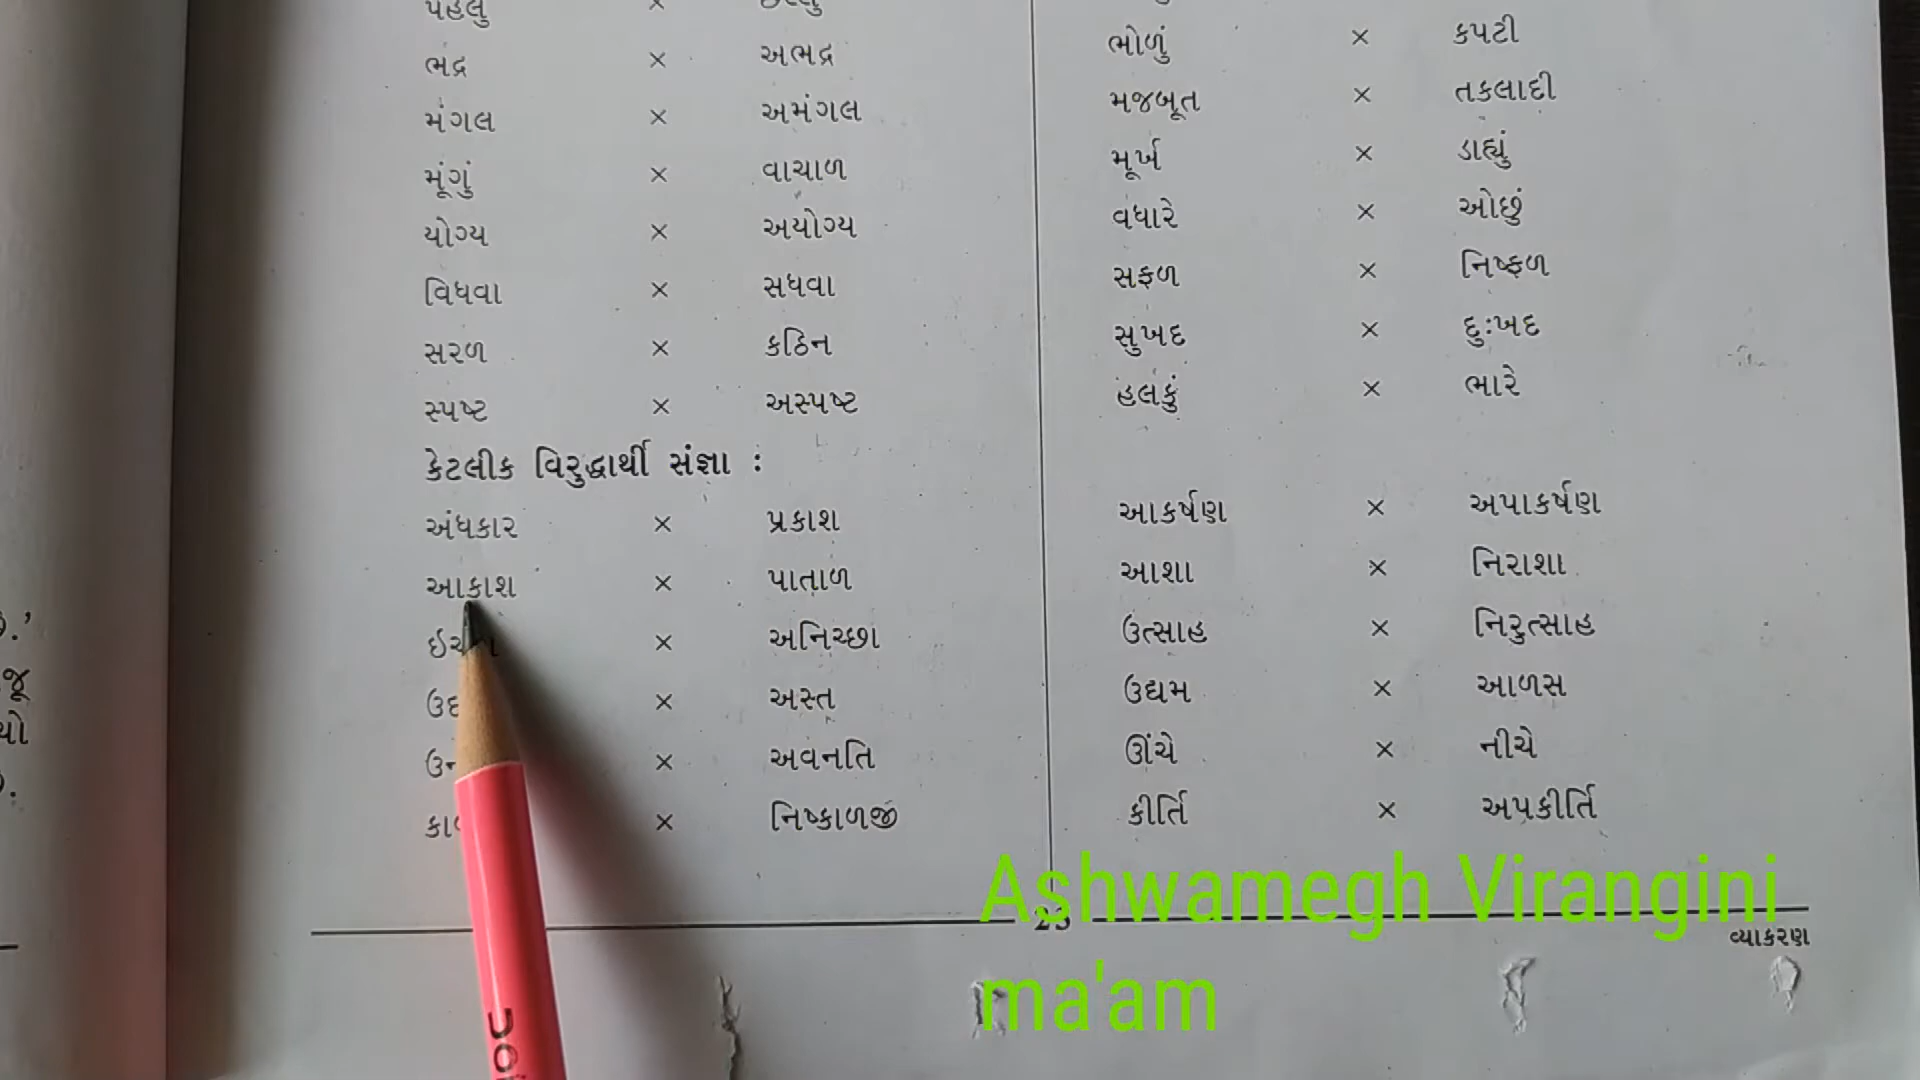 પહેલું ×
ભદ્ર × અભદ્ર
મંગલ × અમંગલ
મૂંગું × વાચાળ
યોગ્ય × અયોગ્ય
વિધવા × સધવા
સરળ × કઠિન
સ્પષ્ટ × અસ્પષ્ટ
કેટલીક વિરુદ્ધાર્થી સંજ્ઞા :
અંધકાર × પ્રકાશ
આકાશ × પાતાળ
× અનિચ્છા
× અસ્ત
× અવનતિ
× નિષ્કાળજી
ભોળું × કપટી
મજબૂત × તકલાદી
મૂર્ખ × ડાહ્યું
વધારે × ઓછું
સફળ × નિષ્ફળ
સુખદ × દુઃખદ
હલકું × ભારે
આકર્ષણ × અપાકર્ષણ
આશા × નિરાશા
ઉત્સાહ × નિરુત્સાહ
ઉદ્યમ × આળસ
ઊંચે × નીચે
કીર્તિ × અપકીર્તિ
વ્યાકરણ
Ashwamegh Virangini
ma'am